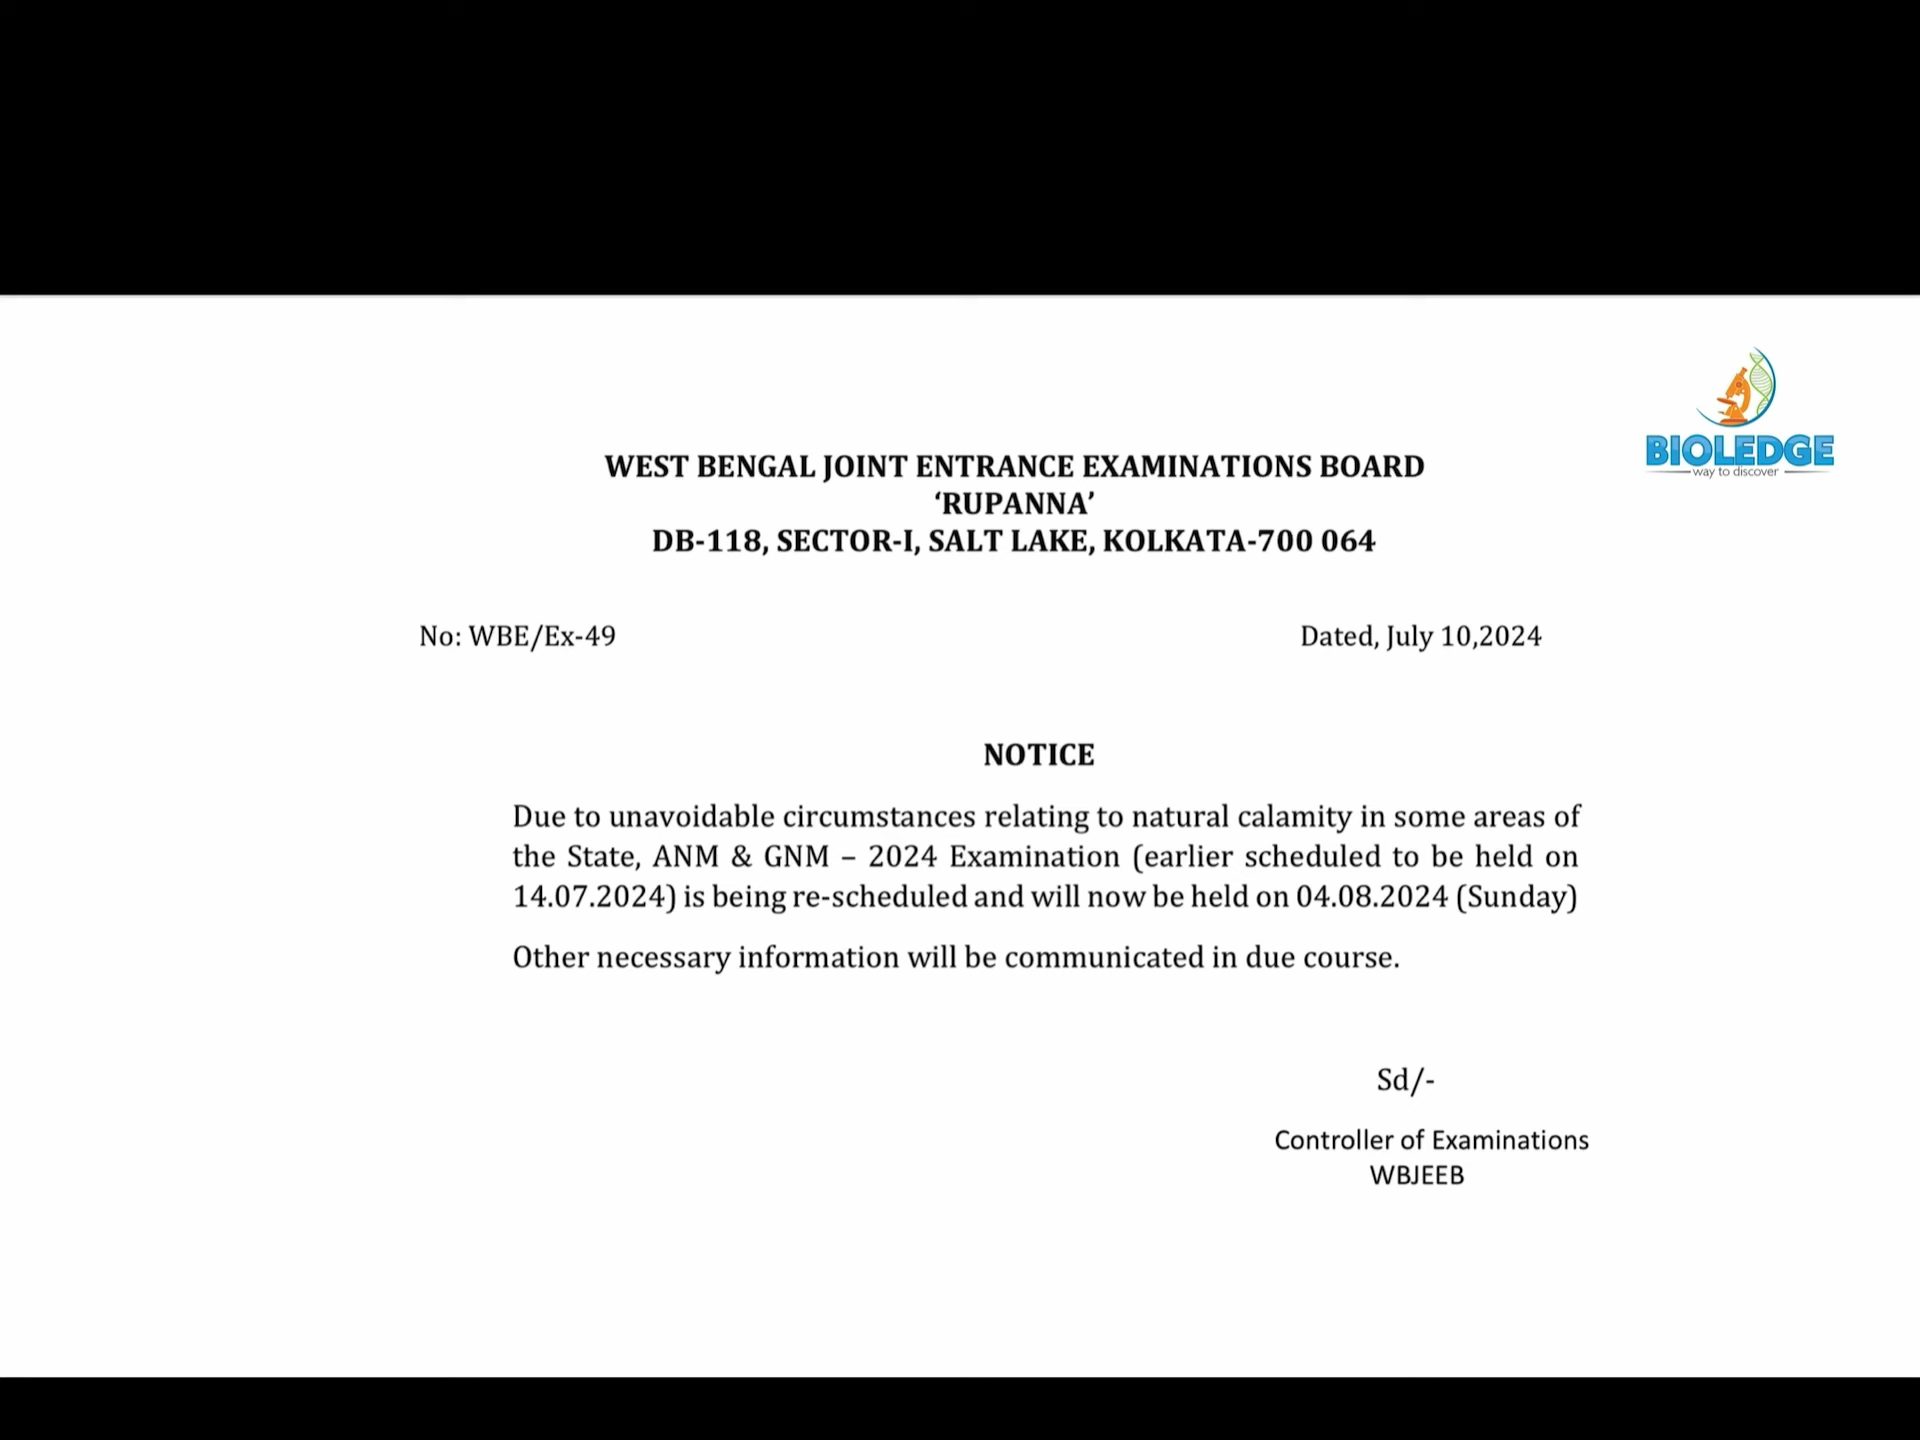 BIOLEDGE
way to discover
WEST BENGAL JOINT ENTRANCE EXAMINATIONS BOARD
‘RUPANNA’
DB-118, SECTOR-I, SALT LAKE, KOLKATA-700 064
No: WBE/Ex-49
Dated, July 10,2024
NOTICE
Due to unavoidable circumstances relating to natural calamity in some areas of
the State, ANM & GNM – 2024 Examination (earlier scheduled to be held on
14.07.2024) is being re-scheduled and will now be held on 04.08.2024 (Sunday)
Other necessary information will be communicated in due course.
Sd/-
Controller of Examinations
WBJEEB